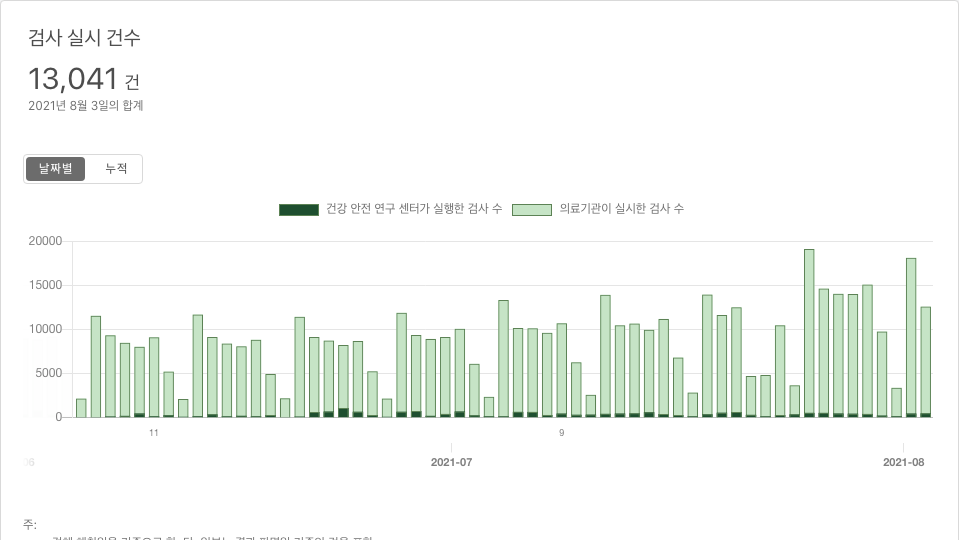 검사 실시 건수
13,041 건
2021년 8월 3일의 합계
날짜별 누적
건강 안전 연구 센터가 실행한 검사 수 의료기관이 실시한 검사 수
20000
15000
10000
5000
0
11 9
2021-07 2021-08
주: